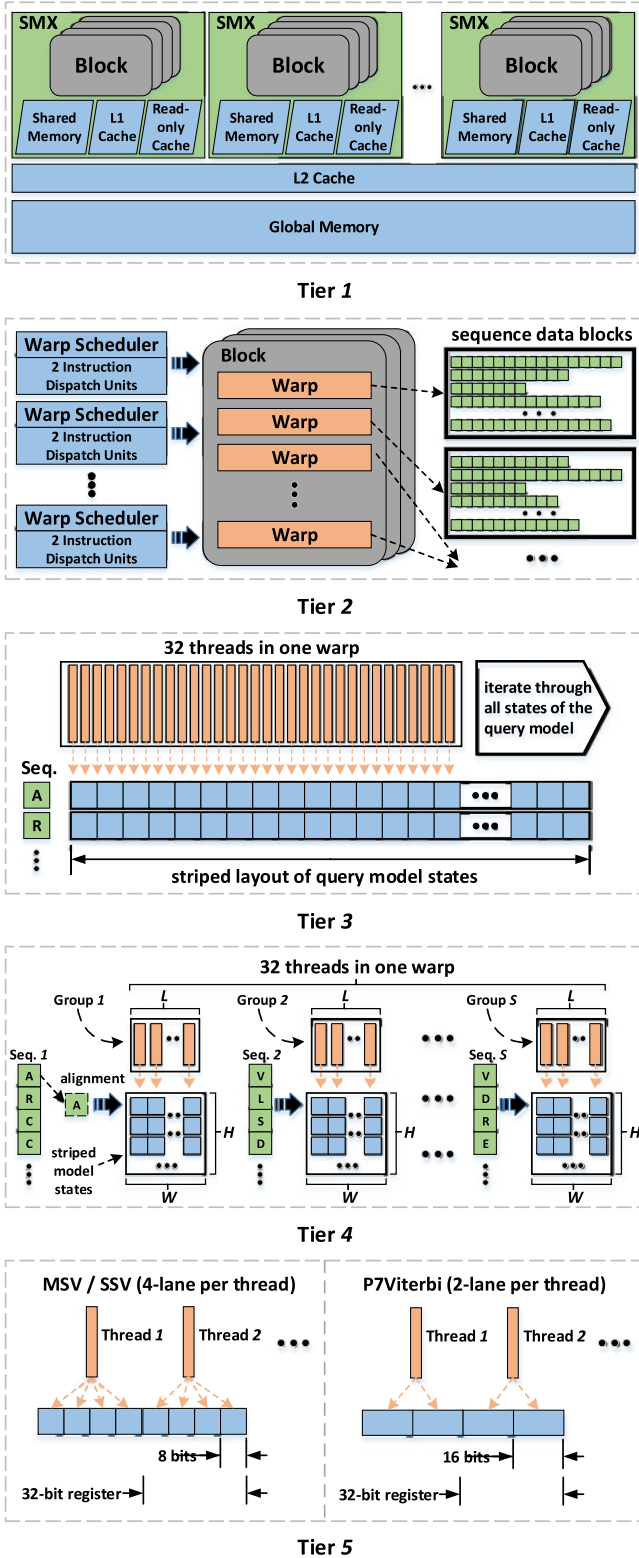 SMX
Block
Shared
Memory
L1
Cache
Read-
only
Cache
SMX
Block
Shared
Memory
L1
Cache
Read-
only
Cache
...
SMX
Block
Shared
Memory
L1
Cache
Read-
only
Cache
L2 Cache
Global Memory
Tier 1
Warp Scheduler
2 Instruction
Dispatch Units
Warp Scheduler
2 Instruction
Dispatch Units
Warp Scheduler
2 Instruction
Dispatch Units
Block
Warp
Warp
Warp
Warp
sequence data blocks
Tier 2
32 threads in one warp
iterate through
all states of the
query model
Seq.
A
R
striped layout of query model states
Tier 3
32 threads in one warp
Group 1
L
Group 2
L
Group S
L
Seq. 1
A
R
C
C
alignment
A
striped
model
states
H
W
Seq. 2
V
L
S
D
H
W
Seq. S
V
D
R
E
H
W
Tier 4
MSV / SSV (4-lane per thread)
Thread 1
Thread 2
8 bits
32-bit register
P7Viterbi (2-lane per thread)
Thread 1
Thread 2
16 bits
32-bit register
Tier 5